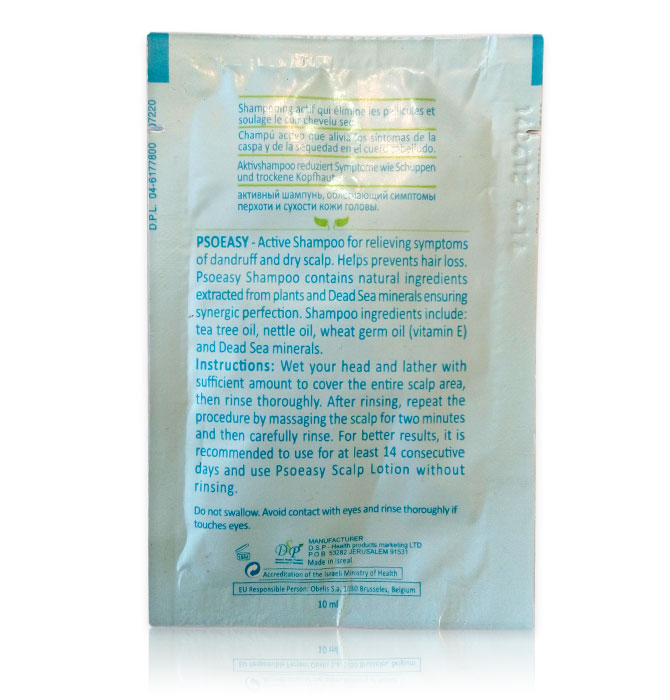 Shampooing actif qui élimine les pellicules et
soulage le cuir chevelu sec.
Champú activo que alivia los síntomas de la
caspa y de la sequedad en el cuero cabelludo.
Aktivshampoo reduziert Symptome wie Schuppen
und trockene Kopfhaut
активный шампунь, облегчающий симптомы
перхоти и сухости кожи головы.
PSOEASY - Active Shampoo for relieving symptoms
of dandruff and dry scalp. Helps prevents hair loss.
Psoeasy Shampoo contains natural ingredients
extracted from plants and Dead Sea minerals ensuring
synergic perfection. Shampoo ingredients include:
tea tree oil, nettle oil, wheat germ oil (vitamin E)
and Dead Sea minerals.
Instructions: Wet your head and lather with
sufficient amount to cover the entire scalp area,
then rinse thoroughly. After rinsing, repeat the
procedure by massaging the scalp for two minutes
and then carefully rinse. For better results, it is
recommended to use for at least 14 consecutive
days and use Psoeasy Scalp Lotion without
rinsing.
Do not swallow. Avoid contact with eyes and rinse thoroughly if
touches eyes.
DSP
MANUFACTURER
D.S.P - Health products marketing LTD
P.O.B 53282 JERUSALEM 91531
Made in Isreal
Accreditation of the Israeli Ministry of Health
EU Responsible Person: Obelis S.a, 1030 Brusseles, Belgium
10 ml
D.P.L. 04-6177800 07220